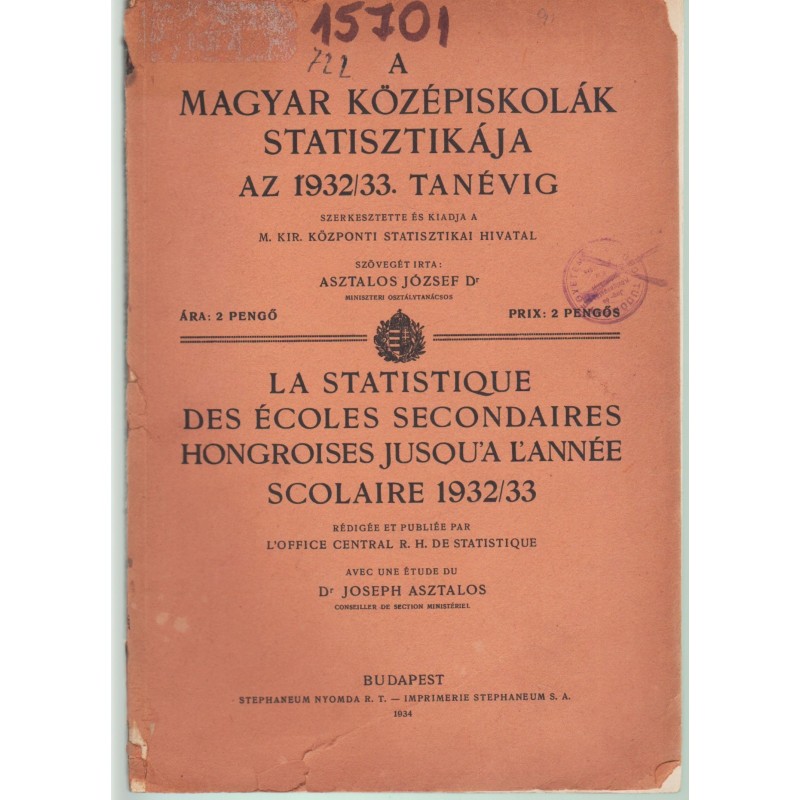 15701
722
A
MAGYAR KÖZÉPISKOLÁK
STATISZTIKÁJA
AZ 1932/33. TANÉVIG
SZERKESZTETTE ÉS KIADJA A
M. KIR. KÖZPONTI STATISZTIKAI HIVATAL
SZÖVEGÉT IRTA:
ASZTALOS JÓZSEF Dr
MINISZTERI OSZTÁLYTANÁCSOS
ÁRA: 2 PENGŐ
PRIX: 2 PENGŐS
LA STATISTIQUE
DES ÉCOLES SECONDAIRES
HONGROISES JUSQU'A L'ANNÉE
SCOLAIRE 1932/33
RÉDIGÉE ET PUBLIÉE PAR
L'OFFICE CENTRAL R. H. DE STATISTIQUE
AVEC UNE ÉTUDE DU
Dr JOSEPH ASZTALOS
CONSEILLER DE SECTION MINISTÉRIEL
BUDAPEST
STEPHANEUM NYOMDA R. T. — IMPRIMERIE STEPHANEUM S. A.
1934